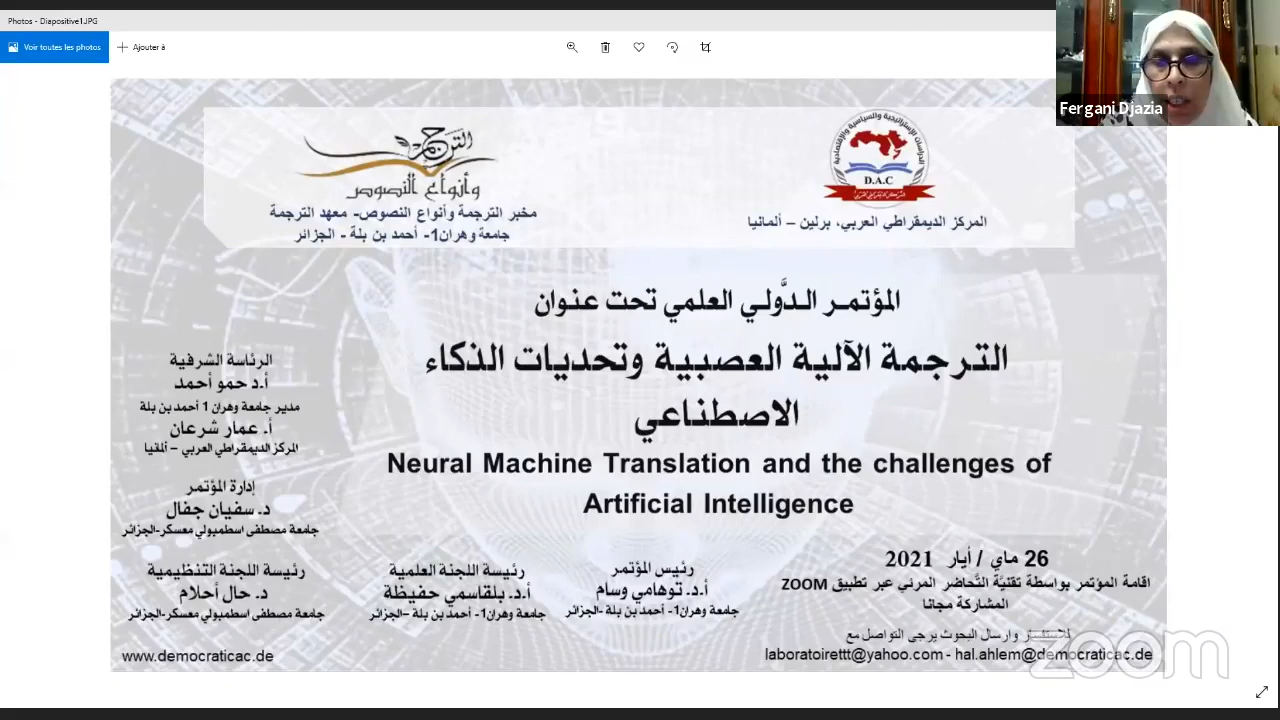 Photos - Diapositive1.JPG
Voir toutes les photos
Ajouter à
Fergani Djazia
الترجمة
وأنواع النصوص
مخبر الترجمة وأنواع النصوص- معهد الترجمة
جامعة وهران1- أحمد بن بلة - الجزائر
D.A.C
المركز الديمقراطي العربي، برلين – ألمانيا
المؤتمر الدَّولي العلمي تحت عنوان
الترجمة الآلية العصبية وتحديات الذكاء
الاصطناعي
Neural Machine Translation and the challenges of
Artificial Intelligence
الرئاسة الشرفية
أ.د حمو أحمد
مدير جامعة وهران 1 أحمد بن بلة
أ. عمار شرعان
المركز الديمقراطي العربي – ألمانيا
إدارة المؤتمر
د. سفيان جفال
جامعة مصطفى اسطمبولي معسكر-الجزائر
رئيس المؤتمر
أ.د. توهامي وسام
جامعة وهران1- أحمد بن بلة -الجزائر
رئيسة اللجنة العلمية
أ.د. بلقاسمي حفيظة
جامعة وهران1- أحمد بن بلة –الجزائر
رئيسة اللجنة التنظيمية
د. حال أحلام
جامعة مصطفى اسطمبولي معسكر-الجزائر
26 ماي / أيار 2021
اقامة المؤتمر بواسطة تقنيَّة التَّحاضر المرئي عبر تطبيق ZOOM
المشاركة مجانا
للاستفسار وارسال البحوث يرجى التواصل مع
laboratoirettt@yahoo.com - hal.ahlem@democraticac.de
www.democraticac.de
zoom